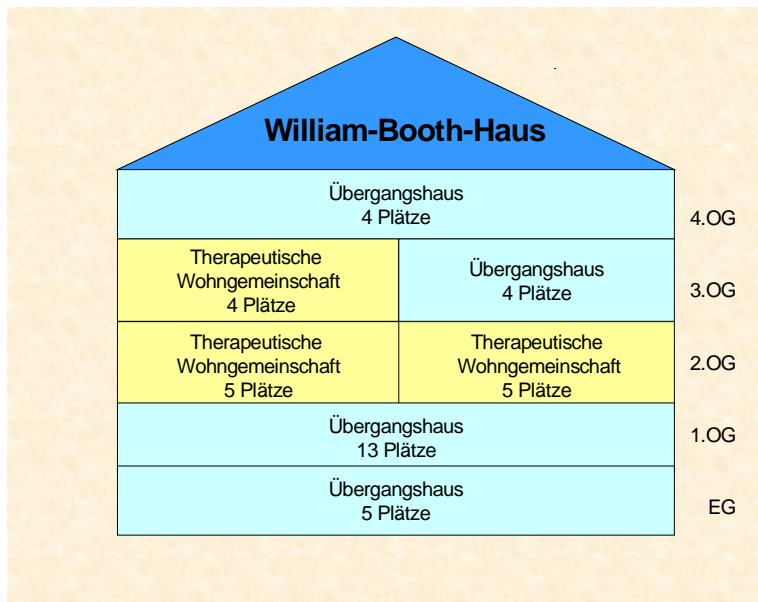 William-Booth-Haus
Übergangshaus
4 Plätze
4.OG
Therapeutische
Wohngemeinschaft
4 Plätze
Übergangshaus
4 Plätze
3.OG
Therapeutische
Wohngemeinschaft
5 Plätze
Therapeutische
Wohngemeinschaft
5 Plätze
2.OG
Übergangshaus
13 Plätze
1.OG
Übergangshaus
5 Plätze
EG